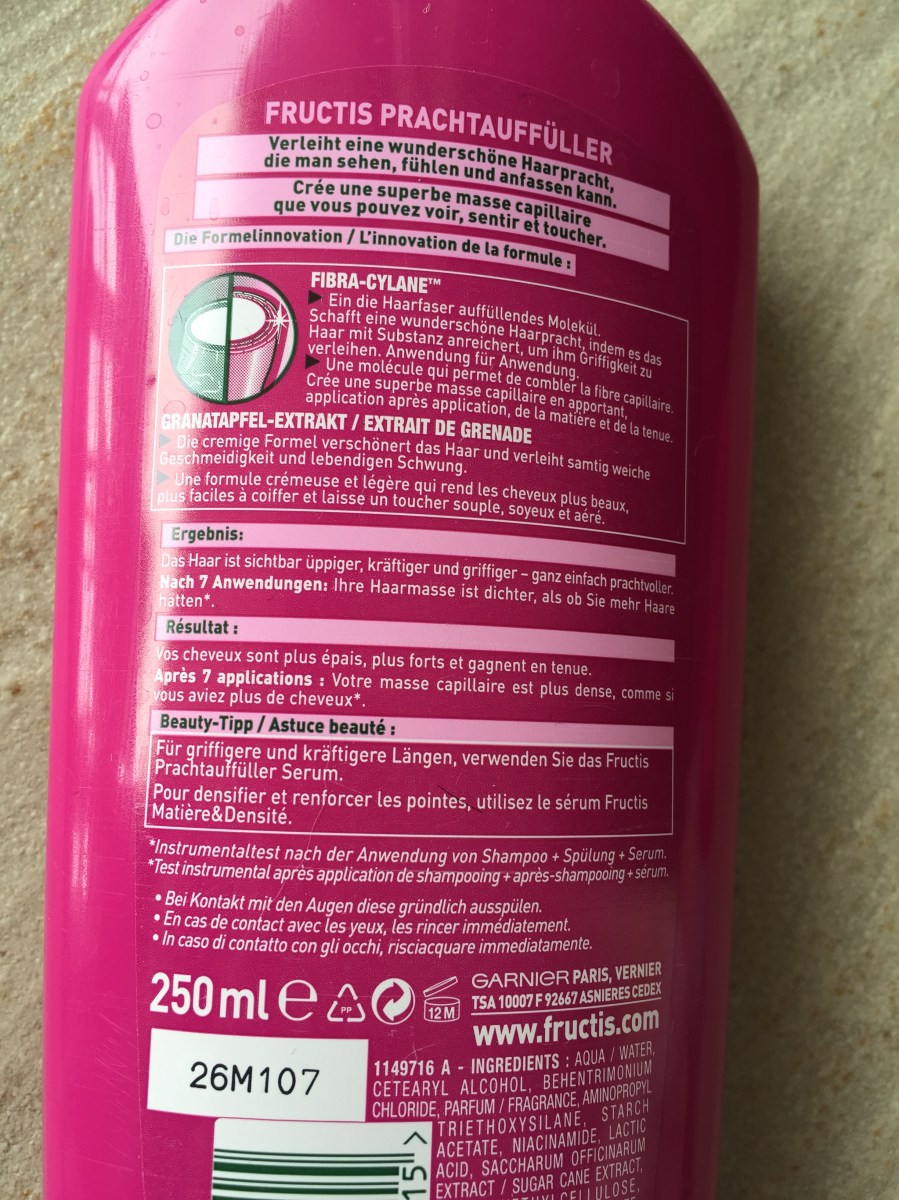 FRUCTIS PRACHTAUFFÜLLER
Verleiht eine wunderschöne Haarpracht,
die man sehen, fühlen und anfassen kann.
Crée une superbe masse capillaire
que vous pouvez voir, sentir et toucher.
Die Formelinnovation / L'innovation de la formule :
FIBRA-CYLANE™
► Ein die Haarfaser auffüllendes Molekül.
Schafft eine wunderschöne Haarpracht, indem es das
Haar mit Substanz anreichert, um ihm Griffigkeit zu
verleihen. Anwendung für Anwendung.
► Une molécule qui permet de combler la fibre capillaire.
Crée une superbe masse capillaire en apportant,
application après application, de la matière et de la tenue.
GRANATAPFEL-EXTRAKT / EXTRAIT DE GRENADE
► Die cremige Formel verschönert das Haar und verleiht samtig weiche
Geschmeidigkeit und lebendigen Schwung.
► Une formule crémeuse et légère qui rend les cheveux plus beaux,
plus faciles à coiffer et laisse un toucher souple, soyeux et aéré.
Ergebnis:
Das Haar ist sichtbar üppiger, kräftiger und griffiger – ganz einfach prachtvoller.
Nach 7 Anwendungen: Ihre Haarmasse ist dichter, als ob Sie mehr Haare
hätten*.
Résultat :
Vos cheveux sont plus épais, plus forts et gagnent en tenue.
Après 7 applications : Votre masse capillaire est plus dense, comme si
vous aviez plus de cheveux*.
Beauty-Tipp / Astuce beauté :
Für griffigere und kräftigere Längen, verwenden Sie das Fructis
Prachtauffüller Serum.
Pour densifier et renforcer les pointes, utilisez le sérum Fructis
Matière&Densité.
*Instrumentaltest nach der Anwendung von Shampoo + Spülung + Serum.
*Test instrumental après application de shampooing + après-shampooing + sérum.
• Bei Kontakt mit den Augen diese gründlich ausspülen.
• En cas de contact avec les yeux, les rincer immédiatement.
• In caso di contatto con gli occhi, risciacquare immediatamente.
250 ml e PP 12 M
GARNIER PARIS, VERNIER
TSA 10007 F 92667 ASNIERES CEDEX
www.fructis.com
26M107
1149716 A - INGREDIENTS : AQUA / WATER,
CETEARYL ALCOHOL, BEHENTRIMONIUM
CHLORIDE, PARFUM / FRAGRANCE, AMINOPROPYL
TRIETHOXYSILANE, STARCH
ACETATE, NIACINAMIDE, LACTIC
ACID, SACCHARUM OFFICINARUM
EXTRACT / SUGAR CANE EXTRACT,
15 >